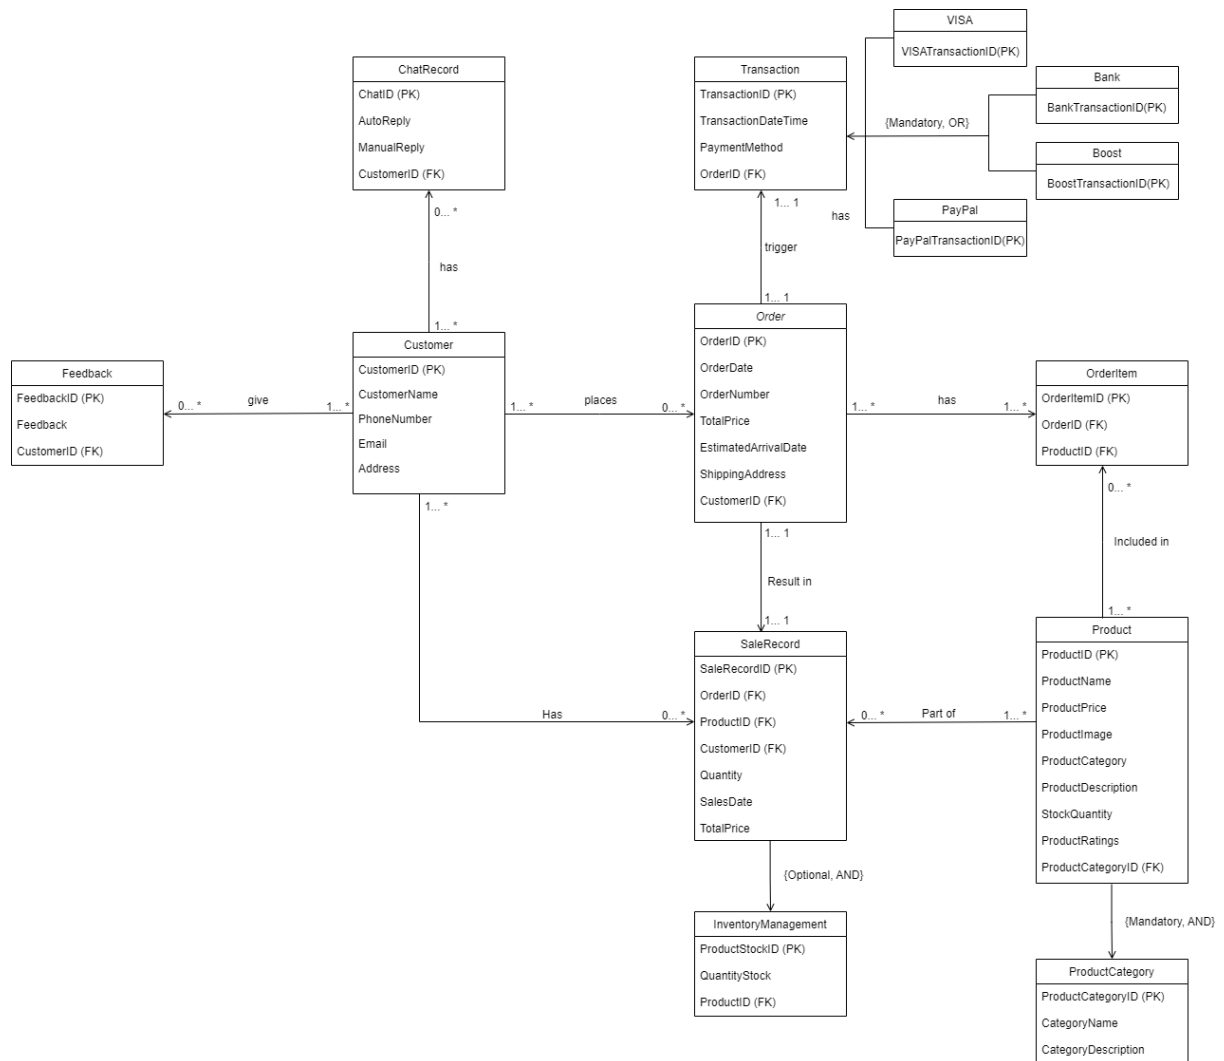 VISA
VISATransactionID(PK)
ChatRecord
ChatID (PK)
AutoReply
ManualReply
CustomerID (FK)
Transaction
TransactionID (PK)
TransactionDateTime
PaymentMethod
OrderID (FK)
{Mandatory, OR}
Bank
BankTransactionID(PK)
Boost
BoostTransactionID(PK)
PayPal
PayPalTransactionID(PK)
0... *
has
1... *
1... 1
has
trigger
1... 1
Feedback
FeedbackID (PK)
Feedback
CustomerID (FK)
0... *
give
1... *
Customer
CustomerID (PK)
CustomerName
PhoneNumber
Email
Address
1... *
places
0... *
Order
OrderID (PK)
OrderDate
OrderNumber
TotalPrice
EstimatedArrivalDate
ShippingAddress
CustomerID (FK)
1... *
has
1... *
OrderItem
OrderItemID (PK)
OrderID (FK)
ProductID (FK)
1... *
1... 1
Result in
1... 1
0... *
Included in
1... *
Has
0... *
SaleRecord
SaleRecordID (PK)
OrderID (FK)
ProductID (FK)
CustomerID (FK)
Quantity
SalesDate
TotalPrice
0... *
Part of
1... *
Product
ProductID (PK)
ProductName
ProductPrice
ProductImage
ProductCategory
ProductDescription
StockQuantity
ProductRatings
ProductCategoryID (FK)
{Optional, AND}
InventoryManagement
ProductStockID (PK)
QuantityStock
ProductID (FK)
{Mandatory, AND}
ProductCategory
ProductCategoryID (PK)
CategoryName
CategoryDescription